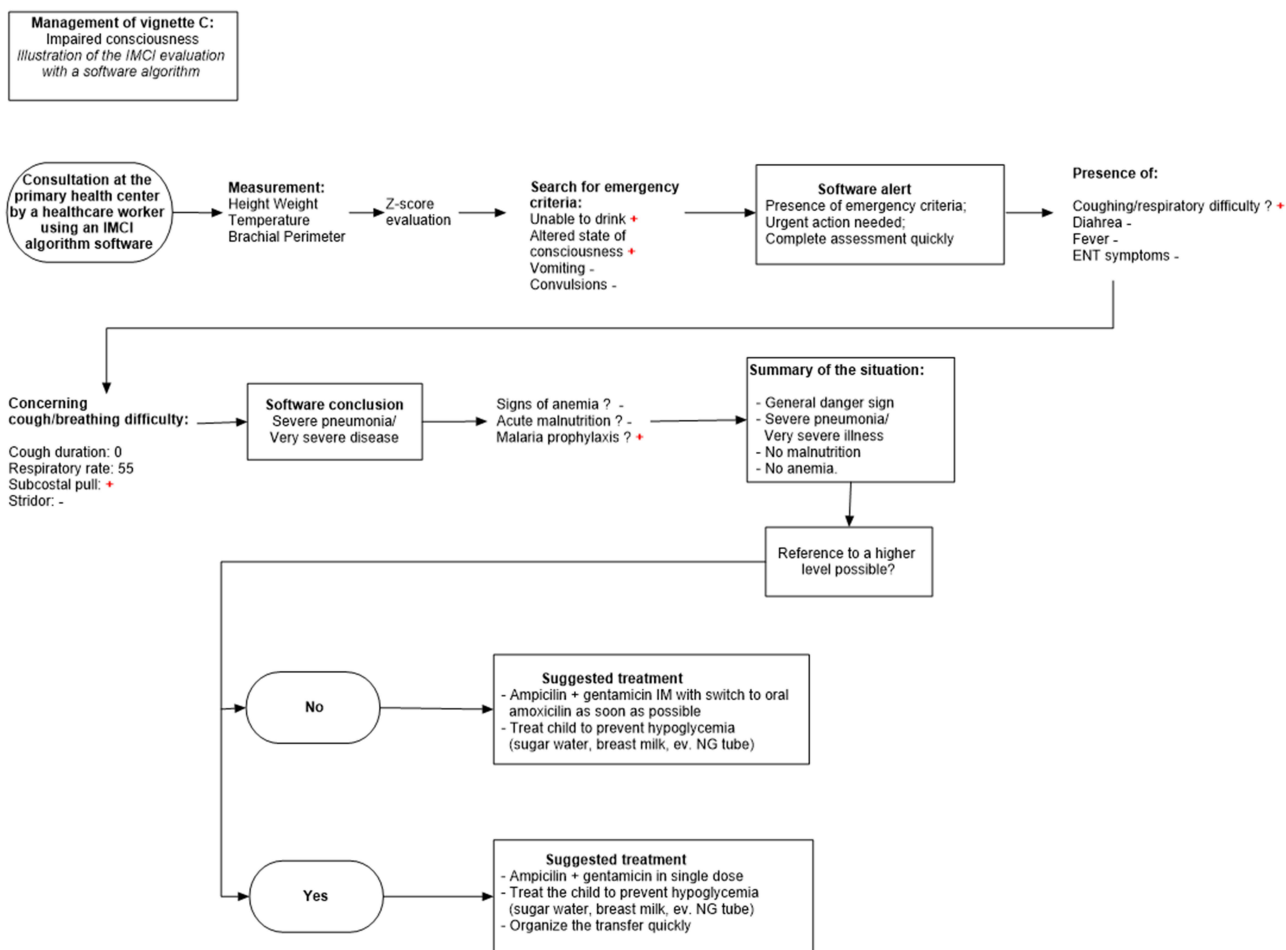 Management of vignette C:
Impaired consciousness
Illustration of the IMCI evaluation
with a software algorithm
Consultation at the
primary health center
by a healthcare worker
using an IMCI
algorithm software
Measurement:
Height Weight
Temperature
Brachial Perimeter
Z-score
evaluation
Search for emergency
criteria:
Unable to drink +
Altered state of
consciousness +
Vomiting -
Convulsions -
Software alert
Presence of emergency criteria;
Urgent action needed;
Complete assessment quickly
Presence of:
Coughing/respiratory difficulty ? +
Diahrea -
Fever -
ENT symptoms -
Concerning
cough/breathing difficulty:
Cough duration: 0
Respiratory rate: 55
Subcostal pull: +
Stridor: -
Software conclusion
Severe pneumonia/
Very severe disease
Signs of anemia ? -
Acute malnutrition ? -
Malaria prophylaxis ? +
Summary of the situation:
- General danger sign
- Severe pneumonia/
Very severe illness
- No malnutrition
- No anemia.
Reference to a higher
level possible?
No
Suggested treatment
- Ampicilin + gentamicin IM with switch to oral
amoxicilin as soon as possible
- Treat child to prevent hypoglycemia
(sugar water, breast milk, ev. NG tube)
Yes
Suggested treatment
- Ampicilin + gentamicin in single dose
- Treat the child to prevent hypoglycemia
(sugar water, breast milk, ev. NG tube)
- Organize the transfer quickly